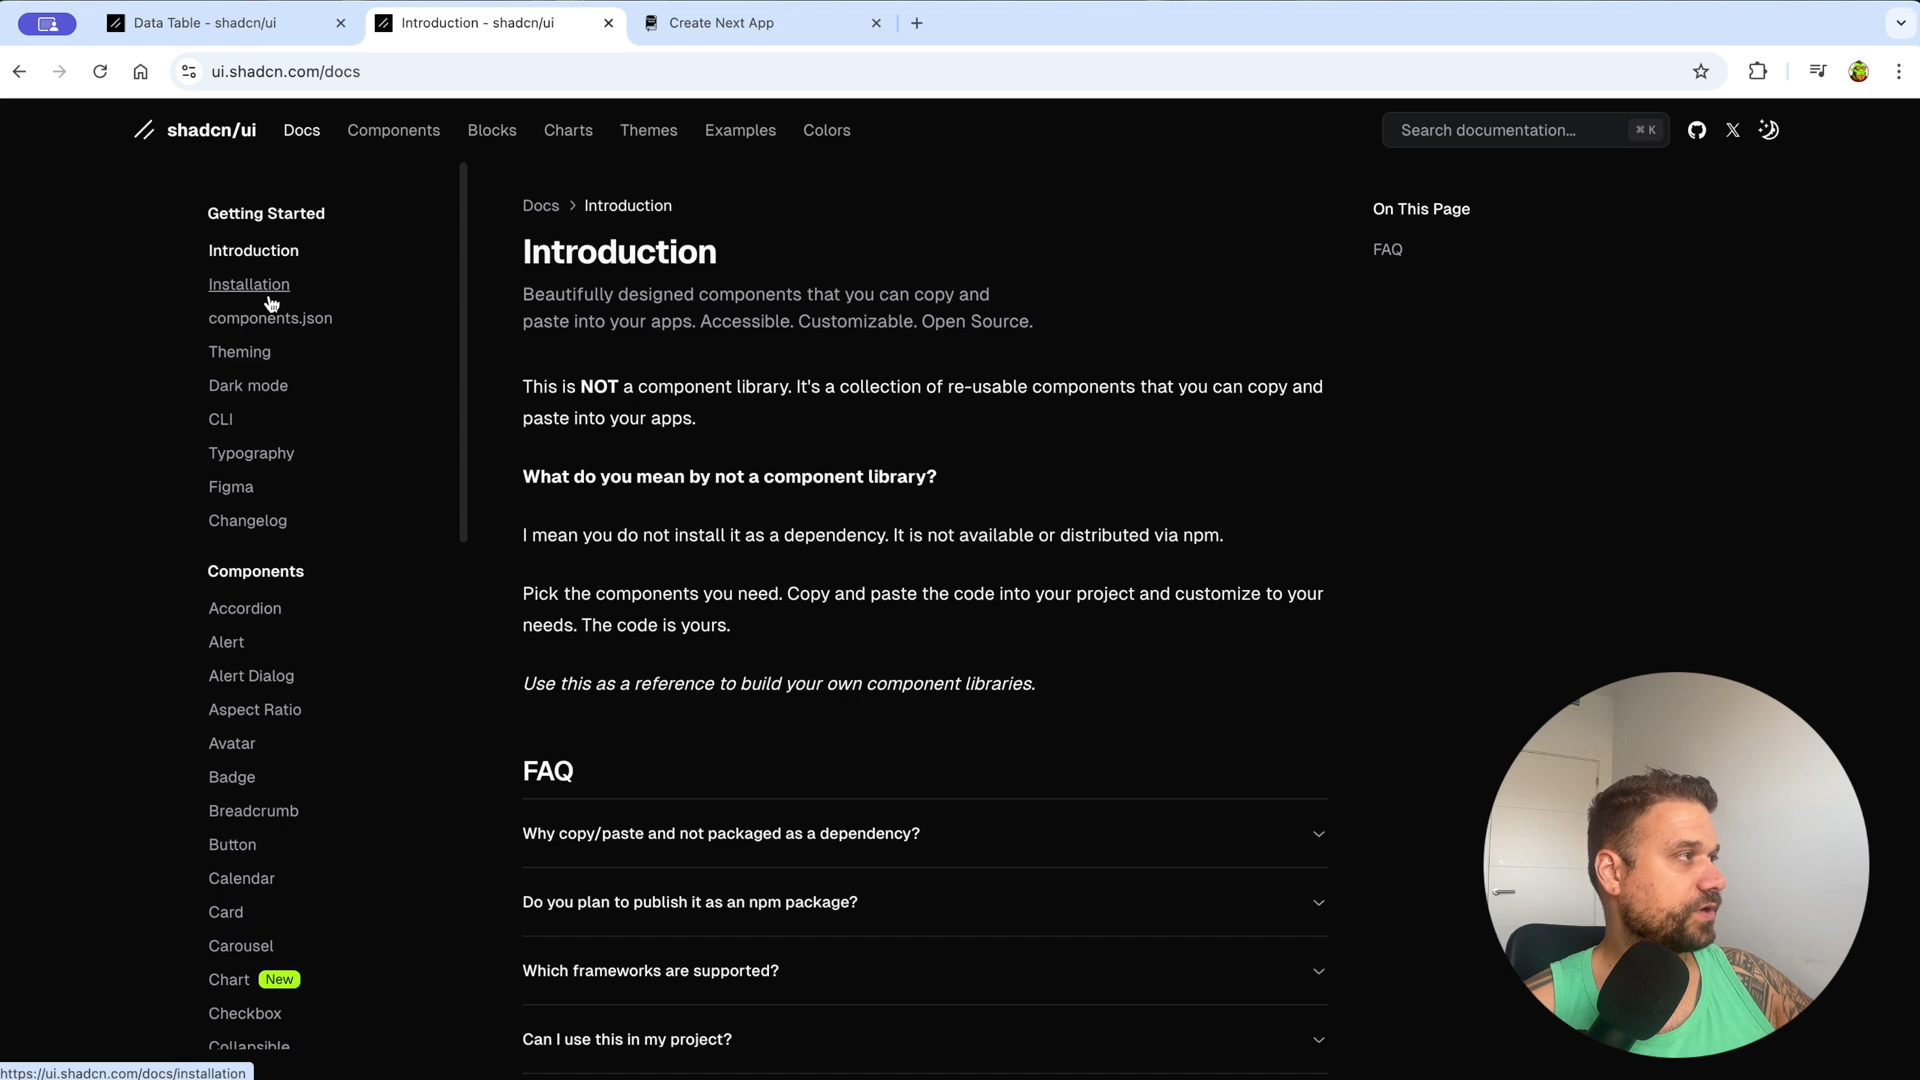 Data Table - shadcn/ui
Introduction - shadcn/ui
Create Next App
ui.shadcn.com/docs
shadcn/ui
Docs
Components
Blocks
Charts
Themes
Examples
Colors
Search documentation...
⌘ K
Getting Started
Introduction
Installation
components.json
Theming
Dark mode
CLI
Typography
Figma
Changelog
Components
Accordion
Alert
Alert Dialog
Aspect Ratio
Avatar
Badge
Breadcrumb
Button
Calendar
Card
Carousel
Chart New
Checkbox
Collapsible
Docs > Introduction
Introduction
Beautifully designed components that you can copy and
paste into your apps. Accessible. Customizable. Open Source.
This is NOT a component library. It's a collection of re-usable components that you can copy and
paste into your apps.
What do you mean by not a component library?
I mean you do not install it as a dependency. It is not available or distributed via npm.
Pick the components you need. Copy and paste the code into your project and customize to your
needs. The code is yours.
Use this as a reference to build your own component libraries.
FAQ
Why copy/paste and not packaged as a dependency?
Do you plan to publish it as an npm package?
Which frameworks are supported?
Can I use this in my project?
On This Page
FAQ
https://ui.shadcn.com/docs/installation